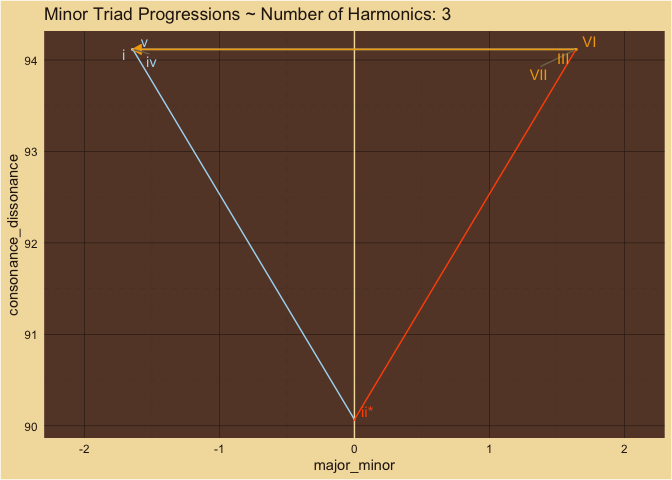 Minor Triad Progressions ~ Number of Harmonics: 3
consonance_dissonance
94
93
92
91
90
i
v
iv
VI
III
VII
ii*
-2
-1
0
1
2
major_minor